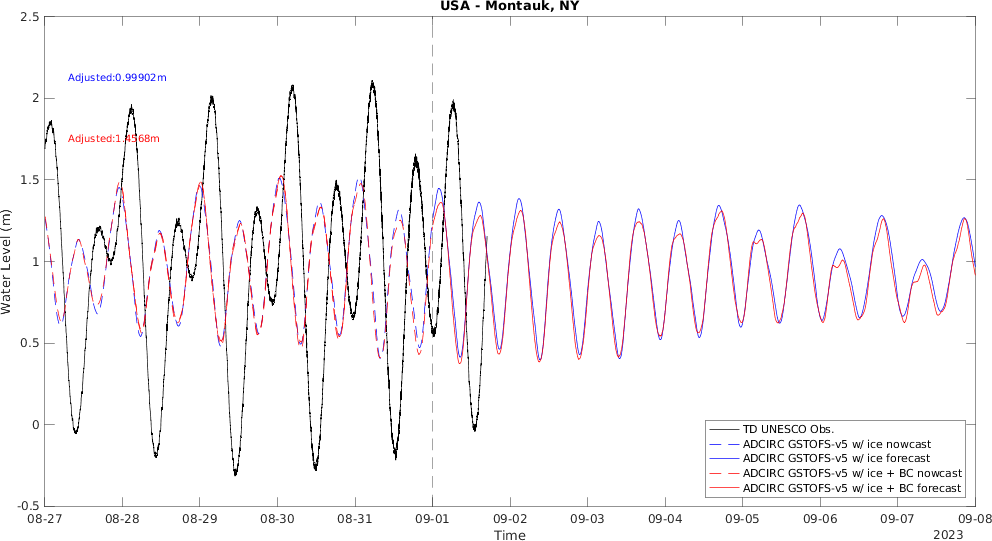 USA - Montauk, NY
2.5
2
1.5
1
0.5
0
-0.5
Water Level (m)
Adjusted:0.99902m
Adjusted:1.4568m
TD UNESCO Obs.
ADCIRC GSTOFS-v5 w/ ice nowcast
ADCIRC GSTOFS-v5 w/ ice forecast
ADCIRC GSTOFS-v5 w/ ice + BC nowcast
ADCIRC GSTOFS-v5 w/ ice + BC forecast
08-27 08-28 08-29 08-30 08-31 09-01 09-02 09-03 09-04 09-05 09-06 09-07 09-08
Time
2023